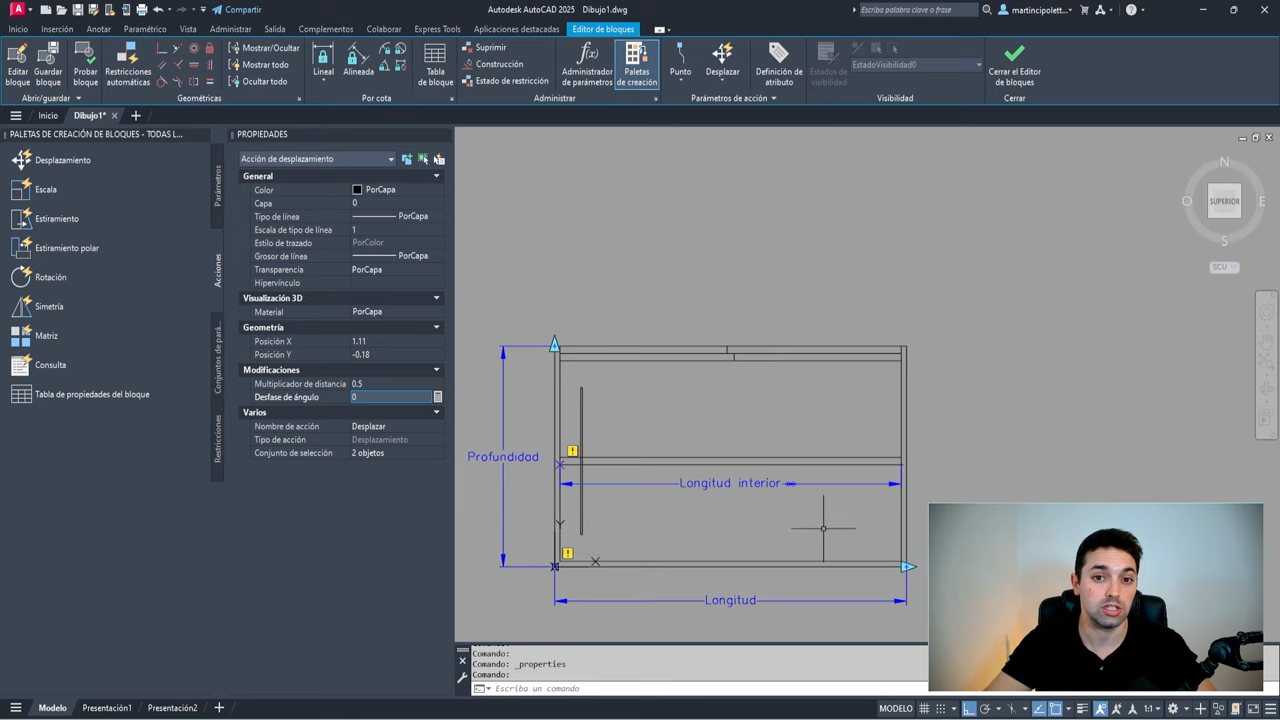 Compartir
Autodesk AutoCAD 2025
Dibujo1.dwg
Escriba palabra clave o frase
martincipolett...
Inicio
Inserción
Anotar
Paramétrico
Vista
Administrar
Salida
Complementos
Colaborar
Express Tools
Aplicaciones destacadas
Editor de bloques
Editar bloque
Guardar bloque
Probar bloque
Restricciones automáticas
Mostrar/Ocultar
Mostrar todo
Ocultar todo
Lineal
Alineada
Tabla de bloque
Suprimir
Construcción
Estado de restricción
Administrador de parámetros
Paletas de creación
Punto
Desplazar
Definición de atributo
Estados de visibilidad
EstadoVisibilidad0
Cerrar el Editor de bloques
Abrir/guardar
Geométricas
Por cota
Administrar
Parámetros de acción
Visibilidad
Cerrar
Inicio
Dibujo1*
PALETAS DE CREACIÓN DE BLOQUES - TODAS L...
Desplazamiento
Escala
Estiramiento
Estiramiento polar
Rotación
Simetría
Matriz
Consulta
Tabla de propiedades del bloque
Parámetros
Acciones
Conjuntos de pará...
Restricciones
PROPIEDADES
Acción de desplazamiento
General
Color PorCapa
Capa 0
Tipo de línea PorCapa
Escala de tipo de línea 1
Estilo de trazado PorColor
Grosor de línea PorCapa
Transparencia PorCapa
Hipervínculo
Visualización 3D
Material PorCapa
Geometría
Posición X 1.11
Posición Y -0.18
Modificaciones
Multiplicador de distancia 0.5
Desfase de ángulo 0
Varios
Nombre de acción Desplazar
Tipo de acción Desplazamiento
Conjunto de selección 2 objetos
N
O SUPERIOR E
S
SCU
Profundidad
Longitud interior
Y
X
Longitud
Comando:
Comando:
Comando: _properties
Comando:
Escriba un comando
Modelo
Presentación1
Presentación2
MODELO
1:1